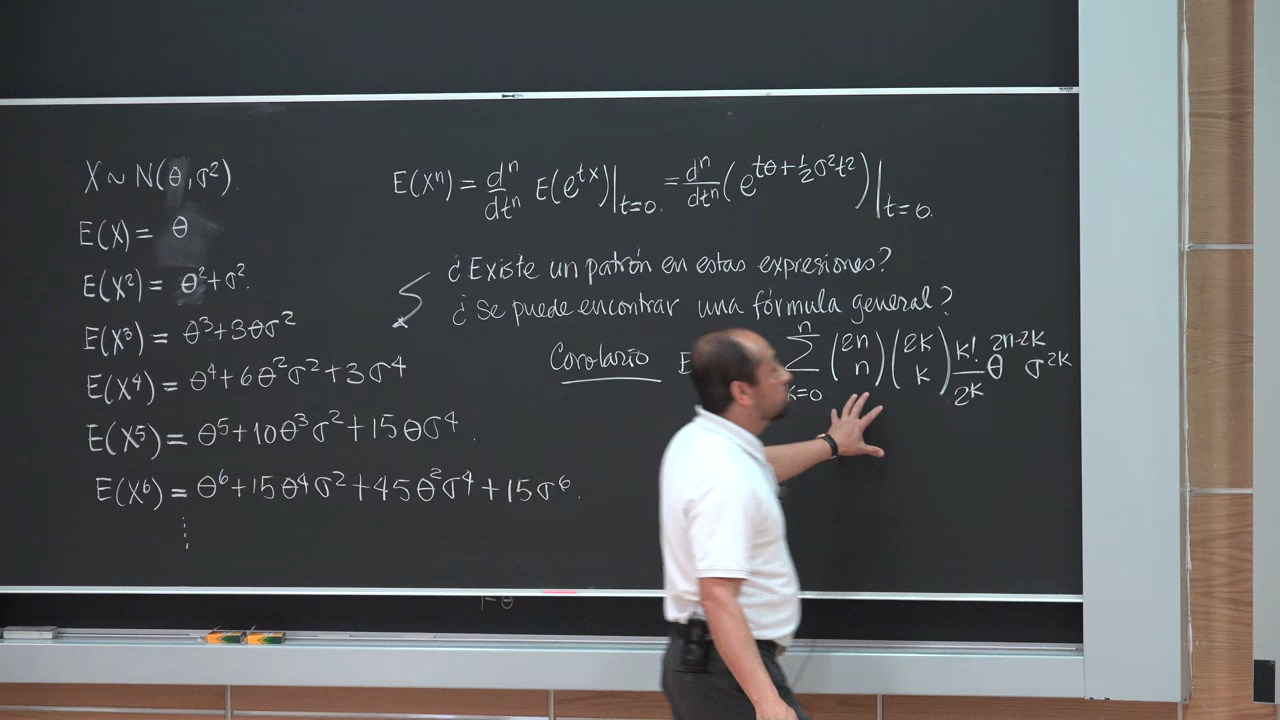 X ~ N(θ, σ²)
E(X) = θ
E(X²) = θ² + σ².
E(X³) = θ³ + 3θσ²
E(X⁴) = θ⁴ + 6θ²σ² + 3σ⁴
E(X⁵) = θ⁵ + 10θ³σ² + 15θσ⁴.
E(X⁶) = θ⁶ + 15θ⁴σ² + 45θ²σ⁴ + 15σ⁶.
⋮
E(Xⁿ) = dⁿ/dtⁿ E(e^{tX})|_{t=0.} = dⁿ/dtⁿ (e^{tθ + ½σ²t²})|_{t=0.}
¿Existe un patrón en estas expresiones?
¿Se puede encontrar una fórmula general?
Corolario E ∑_{k=0}^{n} (2n n)(2k k) k!/2^k θ^{2n-2k} σ^{2k}
1-θ